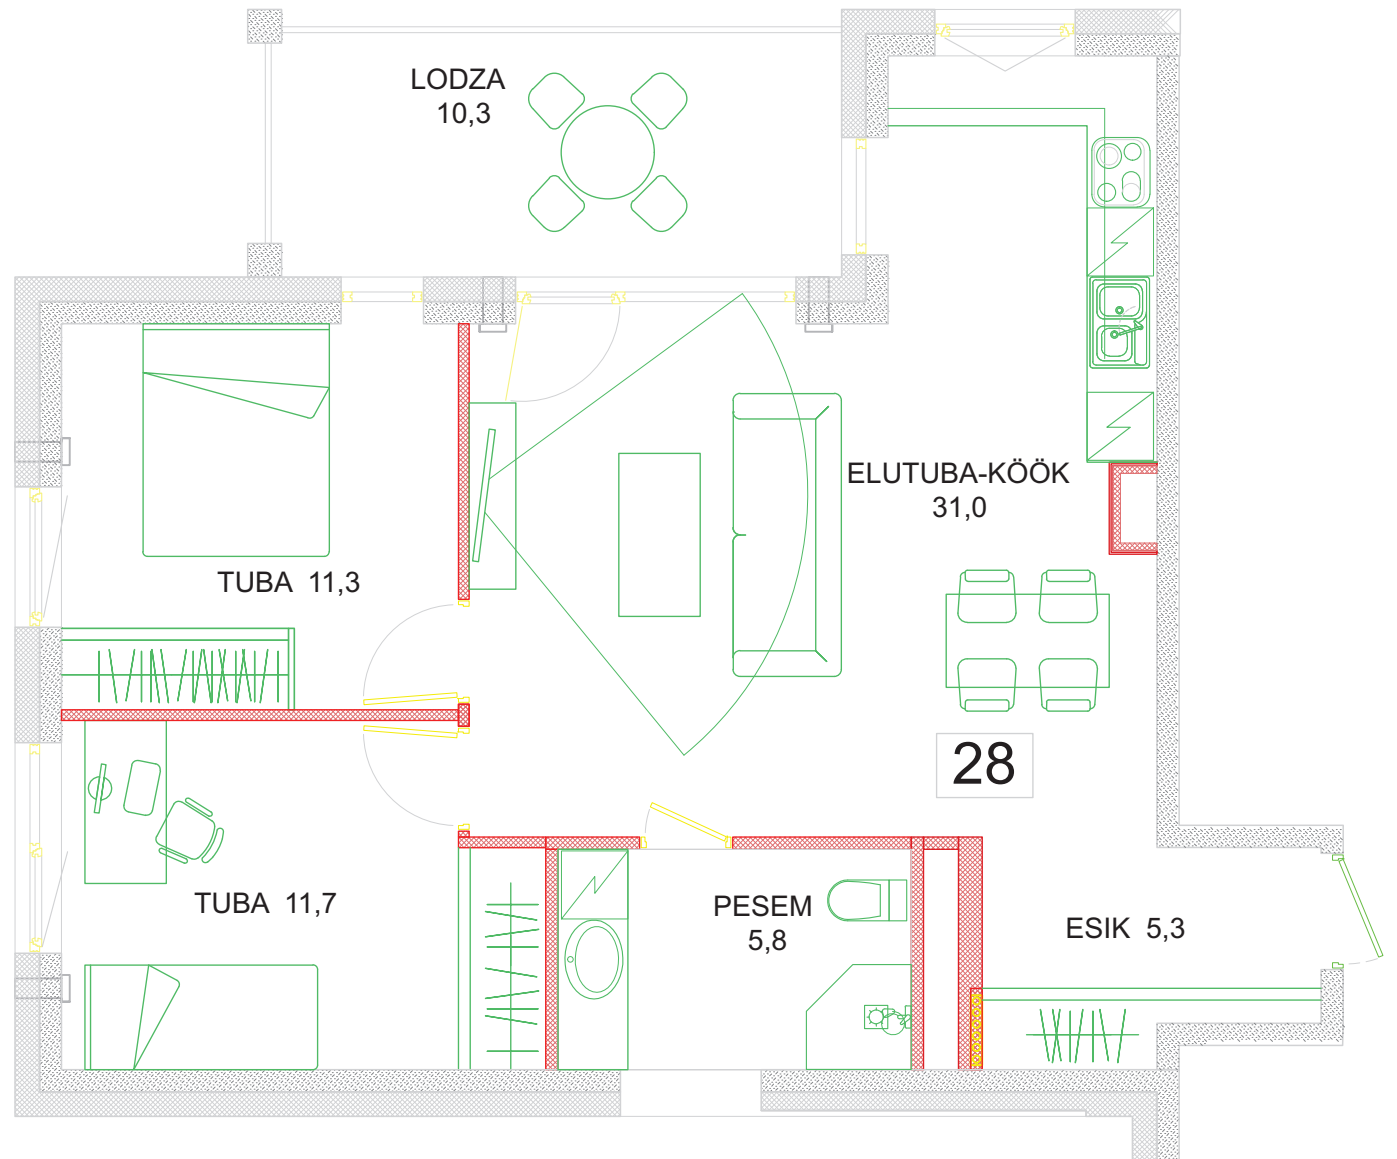 LODZA
10,3
ELUTUBA-KÖÖK
31,0
TUBA 11,3
28
TUBA 11,7
PESEM
5,8
ESIK 5,3